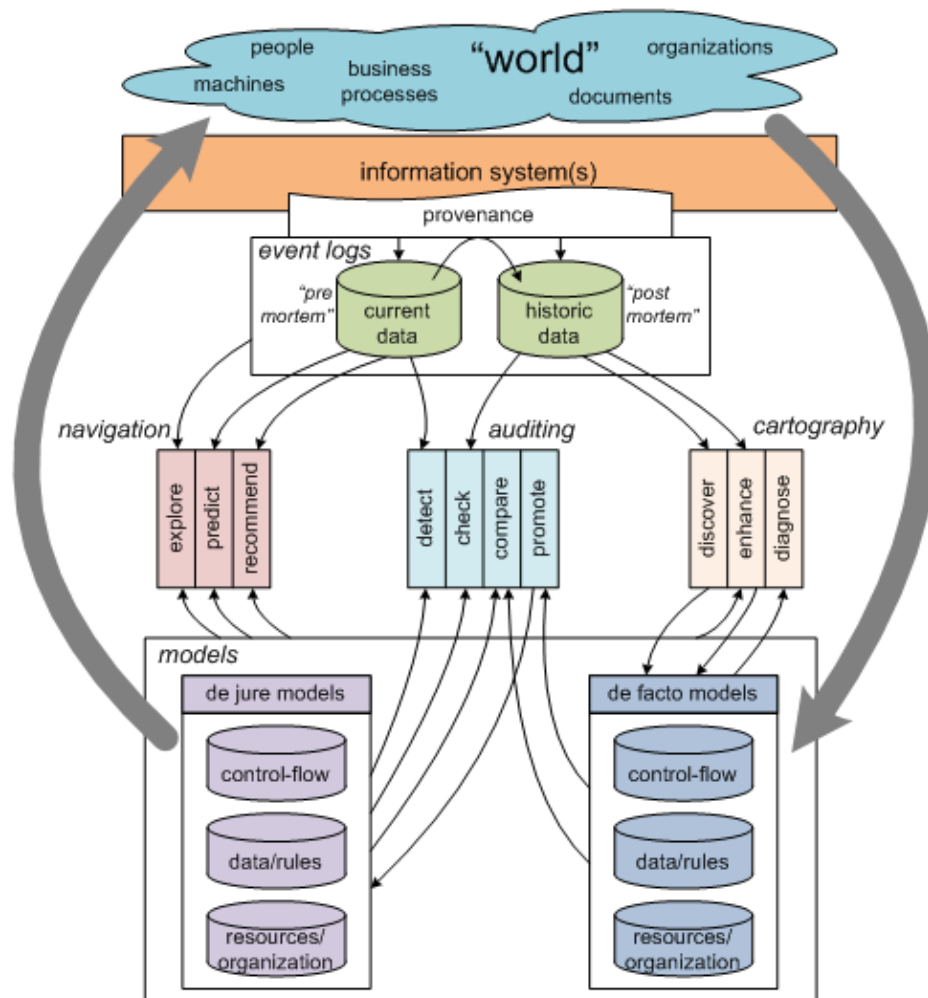 people
“world”
organizations
machines
business
processes
documents
information system(s)
provenance
event logs
“pre
mortem”
current
data
historic
data
“post
mortem”
navigation
auditing
cartography
explore
predict
recommend
detect
check
compare
promote
discover
enhance
diagnose
models
de jure models
de facto models
control-flow
control-flow
data/rules
data/rules
resources/
organization
resources/
organization